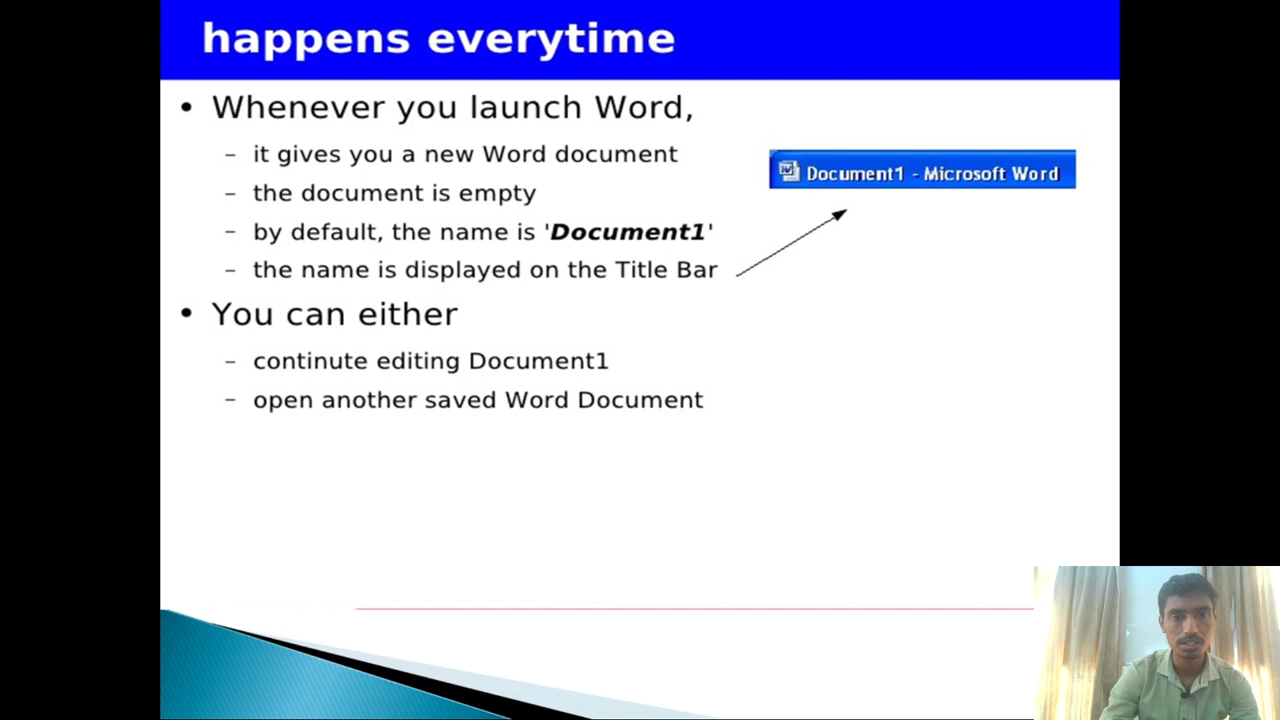 happens everytime
• Whenever you launch Word,
– it gives you a new Word document
– the document is empty
– by default, the name is 'Document1'
– the name is displayed on the Title Bar
Document1 - Microsoft Word
• You can either
– continute editing Document1
– open another saved Word Document